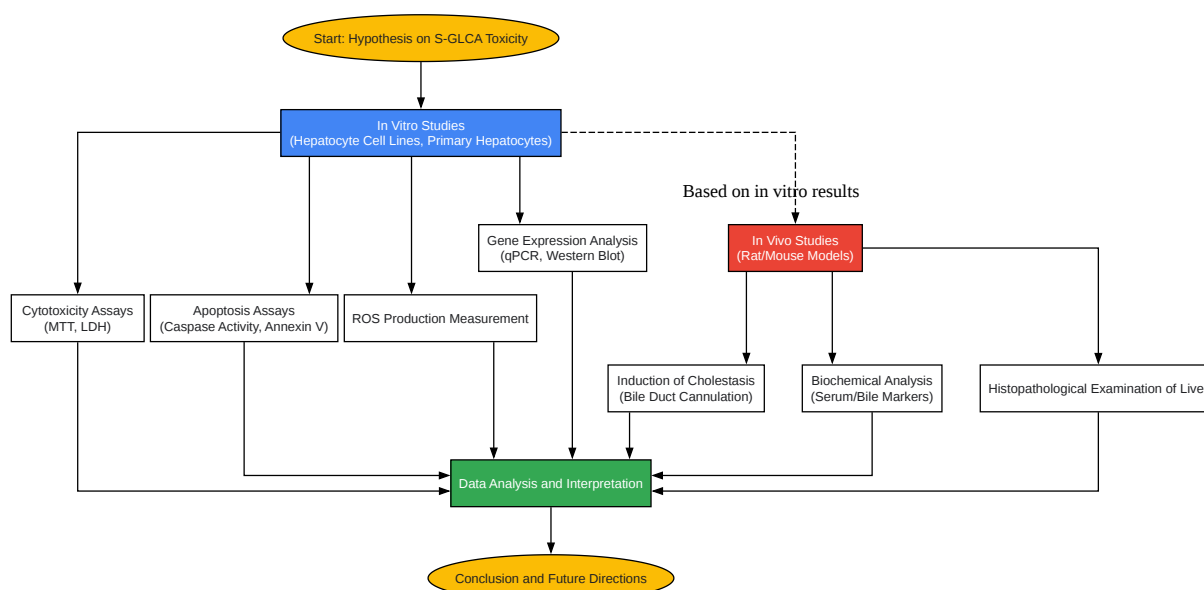 Start: Hypothesis on S-GLCA Toxicity
In Vitro Studies
(Hepatocyte Cell Lines, Primary Hepatocytes)
Based on in vitro results
Gene Expression Analysis
(qPCR, Western Blot)
In Vivo Studies
(Rat/Mouse Models)
Cytotoxicity Assays
(MTT, LDH)
Apoptosis Assays
(Caspase Activity, Annexin V)
ROS Production Measurement
Induction of Cholestasis
(Bile Duct Cannulation)
Biochemical Analysis
(Serum/Bile Markers)
Histopathological Examination of Live
Data Analysis and Interpretation
Conclusion and Future Directions